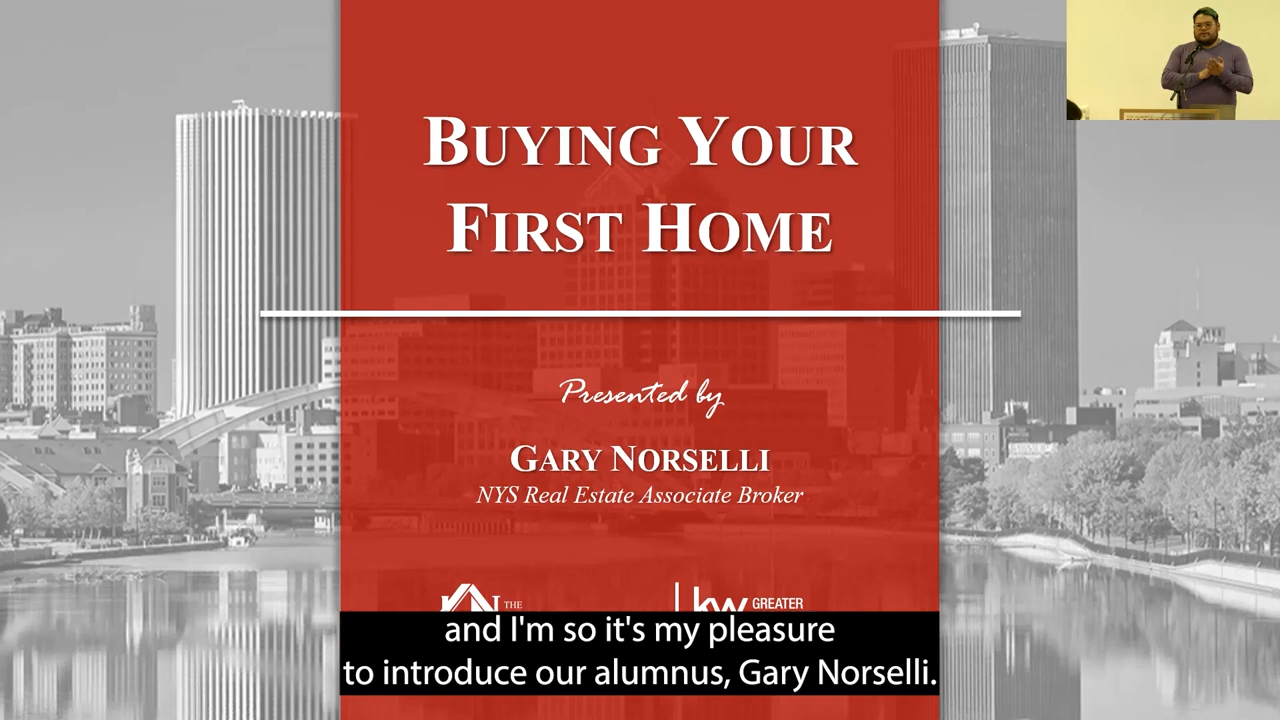 BUYING YOUR
FIRST HOME
Presented by
GARY NORSELLI
NYS Real Estate Associate Broker
THE
kw GREATER
and I'm so it's my pleasure
to introduce our alumnus, Gary Norselli.